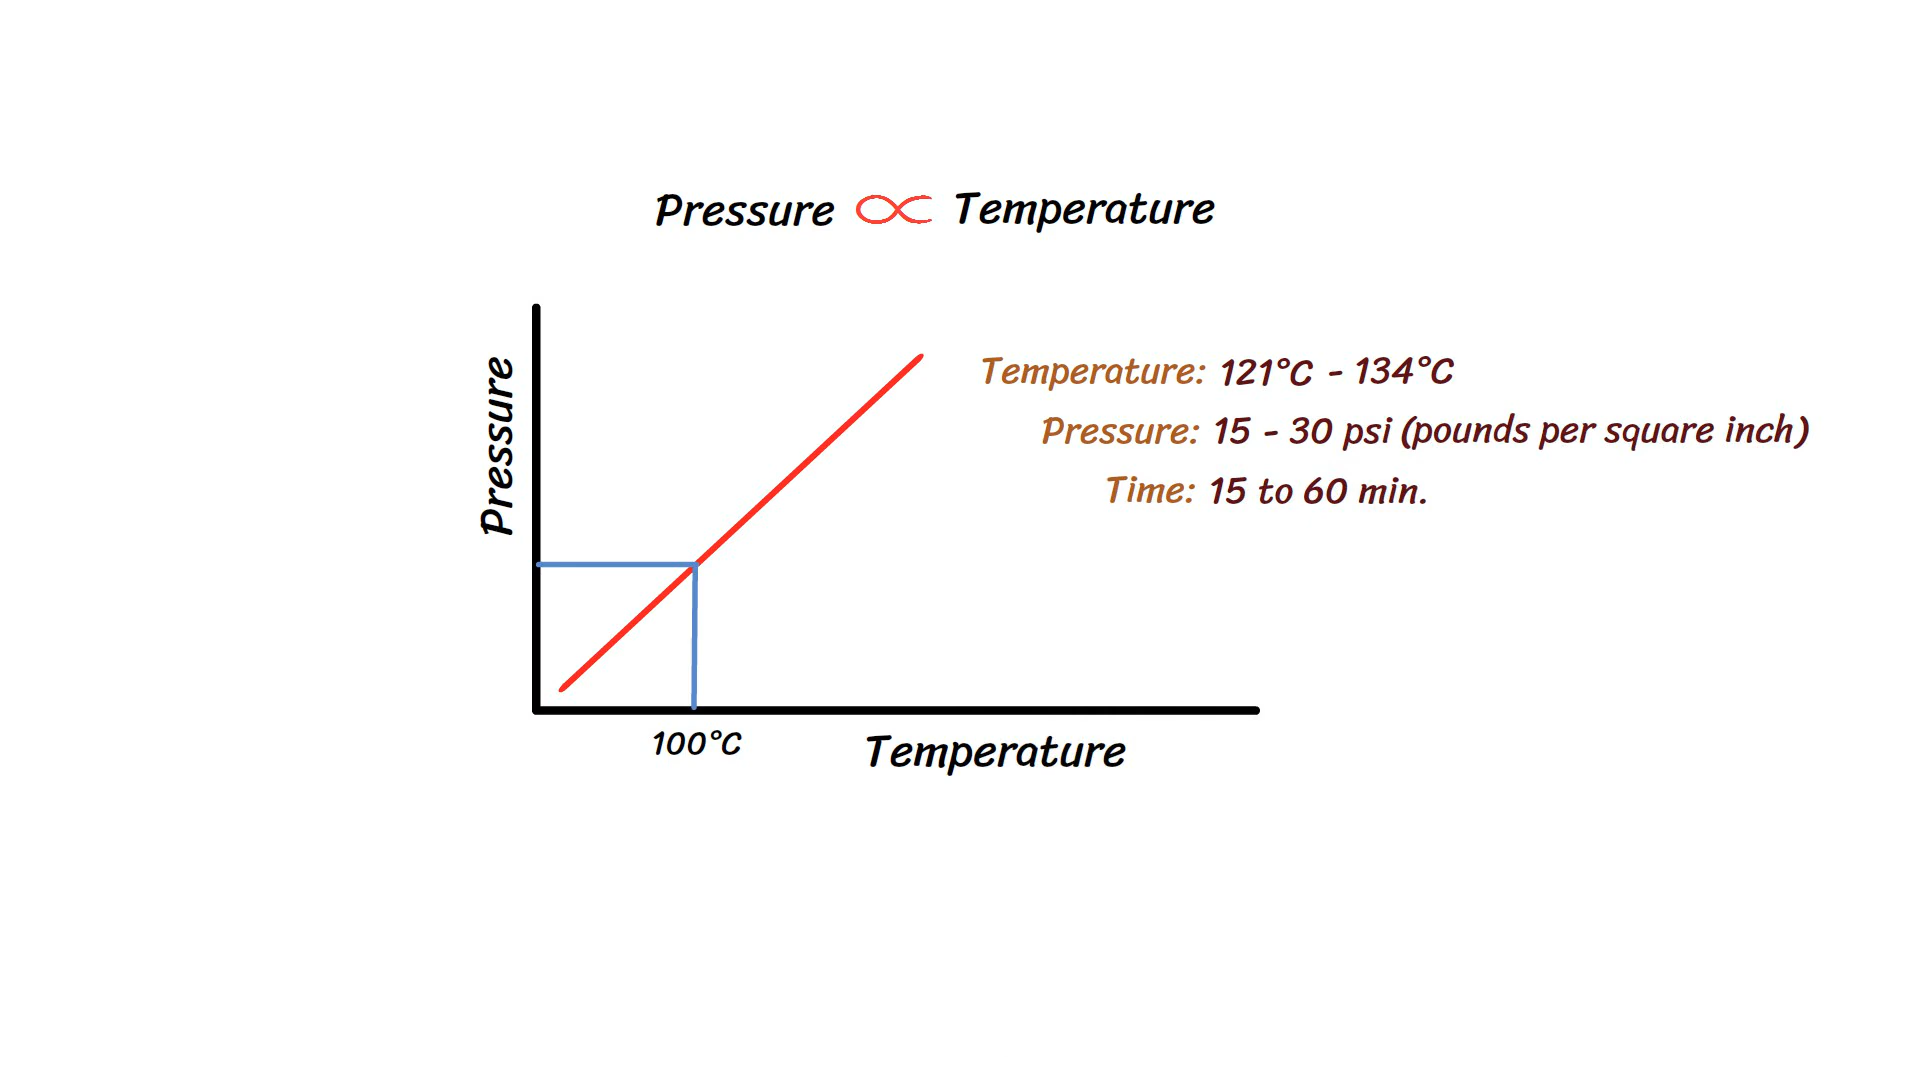 Pressure ∝ Temperature
Pressure
Temperature: 121°C - 134°C
Pressure: 15 - 30 psi (pounds per square inch)
Time: 15 to 60 min.
100°C
Temperature